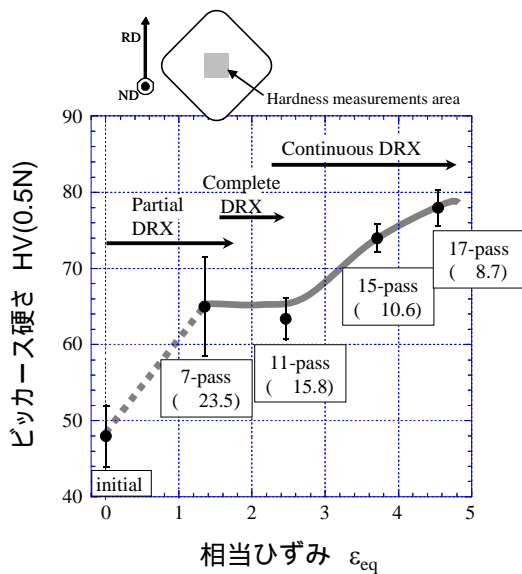 RD
ND
Hardness measurements area
90
80
70
60
50
40
ビッカース硬さ HV(0.5N)
Continuous DRX
Complete
DRX
Partial
DRX
17-pass
( 8.7)
15-pass
( 10.6)
11-pass
( 15.8)
7-pass
( 23.5)
initial
0 1 2 3 4 5
相当ひずみ εeq